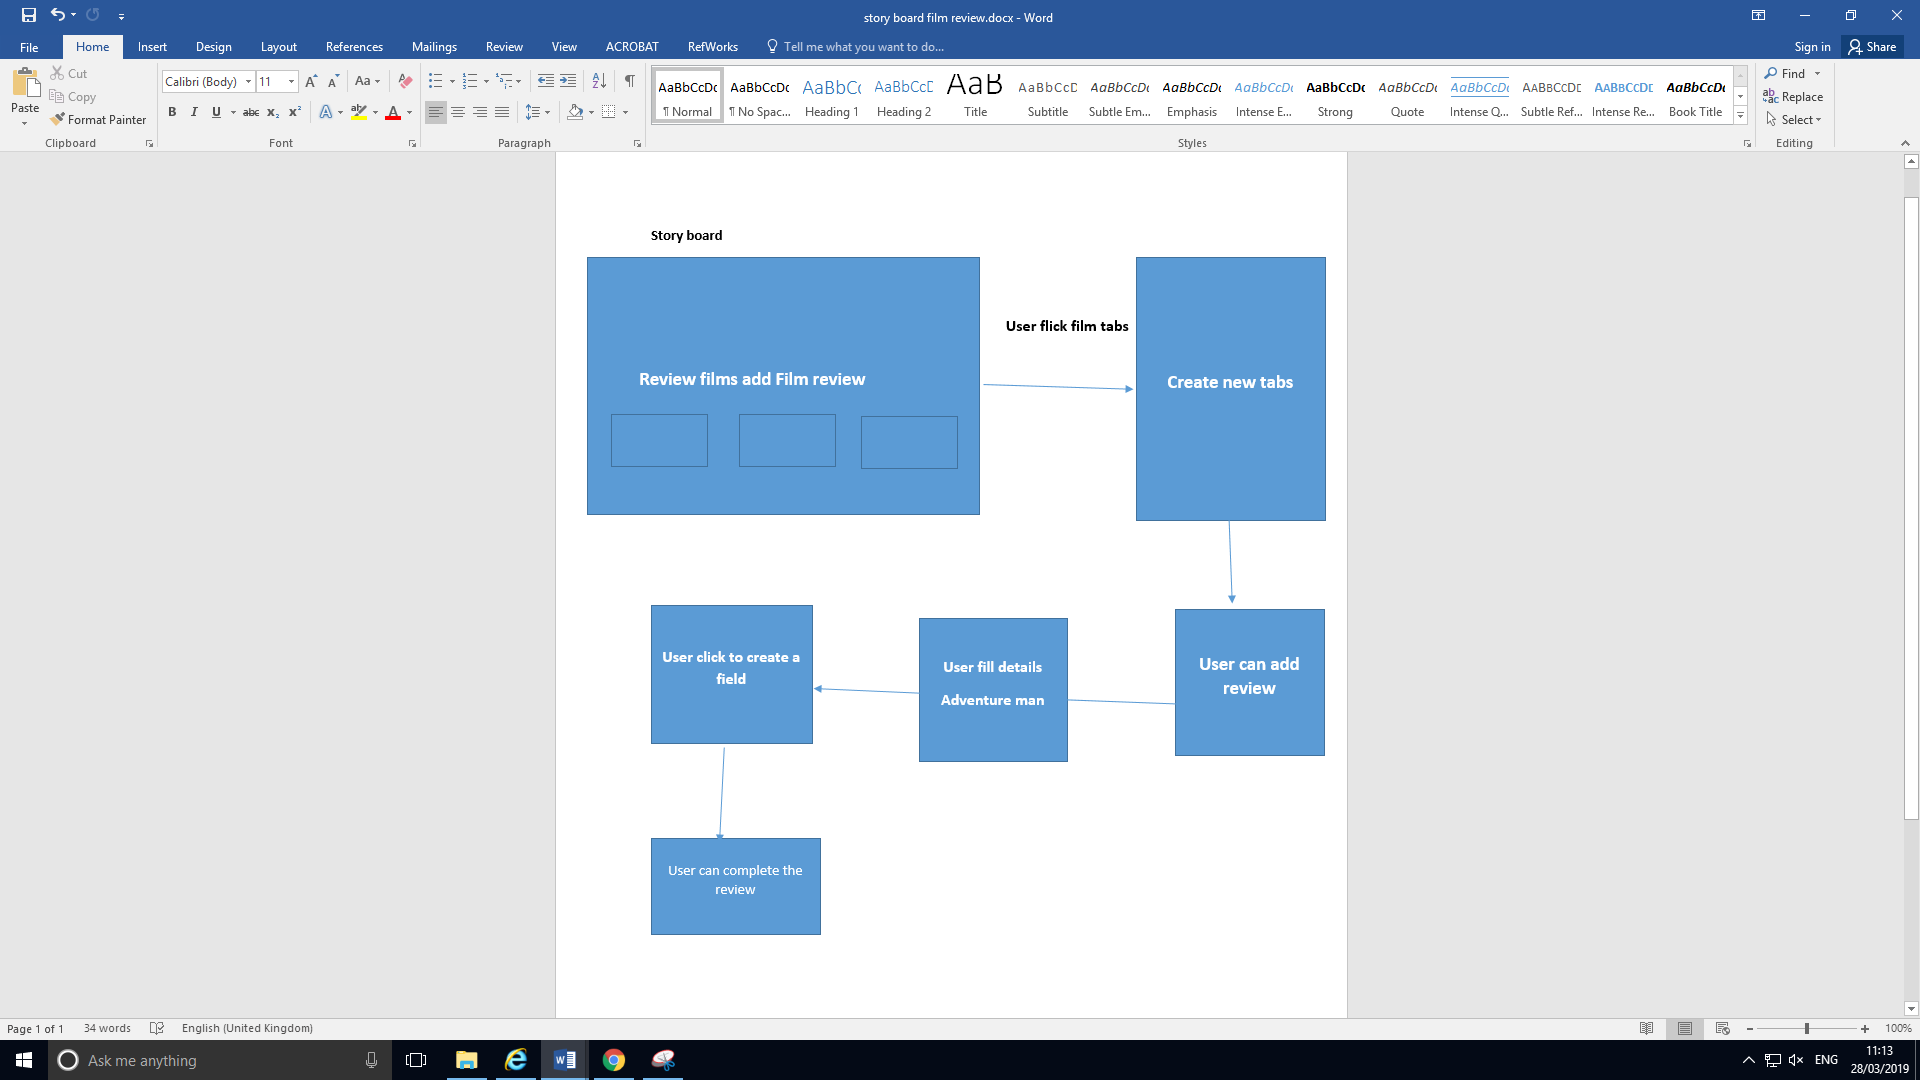 story board film review.docx - Word
File Home Insert Design Layout References Mailings Review View ACROBAT RefWorks Tell me what you want to do... Sign in Share
Paste Cut Copy Format Painter
Calibri (Body) 11
AaBbCcDc AaBbCcDc AaBbCc AaBbCcD AaB AaBbCcD AaBbCcDc AaBbCcDc AaBbCcDc AaBbCcDc AaBbCcDc AaBbCcDc AABBCCDE AABBCCDE AaBbCcDc
¶ Normal ¶ No Spac... Heading 1 Heading 2 Title Subtitle Subtle Em... Emphasis Intense E... Strong Quote Intense Q... Subtle Ref... Intense Re... Book Title
Find
Replace
Select
Clipboard Font Paragraph Styles Editing
Story board
User flick film tabs
Review films add Film review
Create new tabs
User click to create a
field
User fill details
Adventure man
User can add
review
User can complete the
review
Page 1 of 1 34 words English (United Kingdom) 100%
Ask me anything
ENG
11:13
28/03/2019